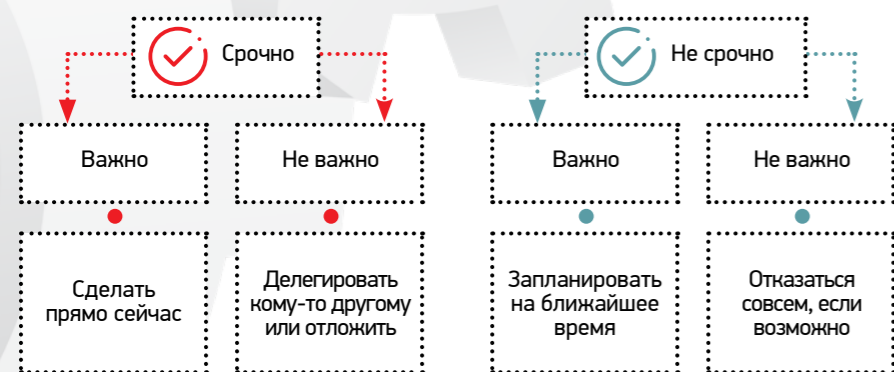 Срочно
Не срочно
Важно
Не важно
Важно
Не важно
Сделать
прямо сейчас
Делегировать
кому-то другому
или отложить
Запланировать
на ближайшее
время
Отказаться
совсем, если
возможно